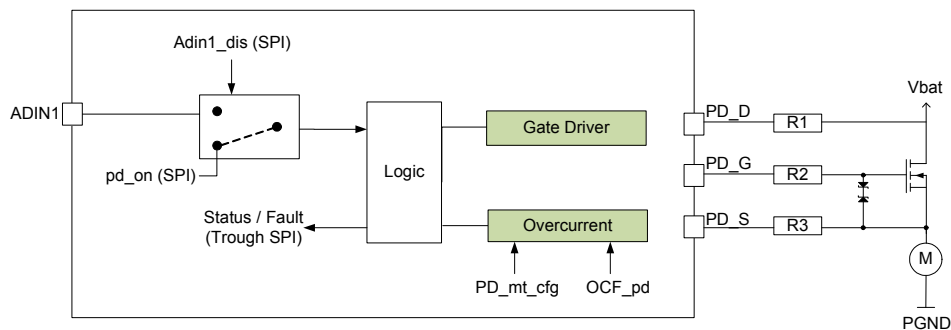 Adin1_dis (SPI)
ADIN1
pd_on (SPI)
Status / Fault
(Trough SPI)
Logic
Gate Driver
Overcurrent
PD_mt_cfg
OCF_pd
PD_D
PD_G
PD_S
R1
R2
R3
Vbat
M
PGND